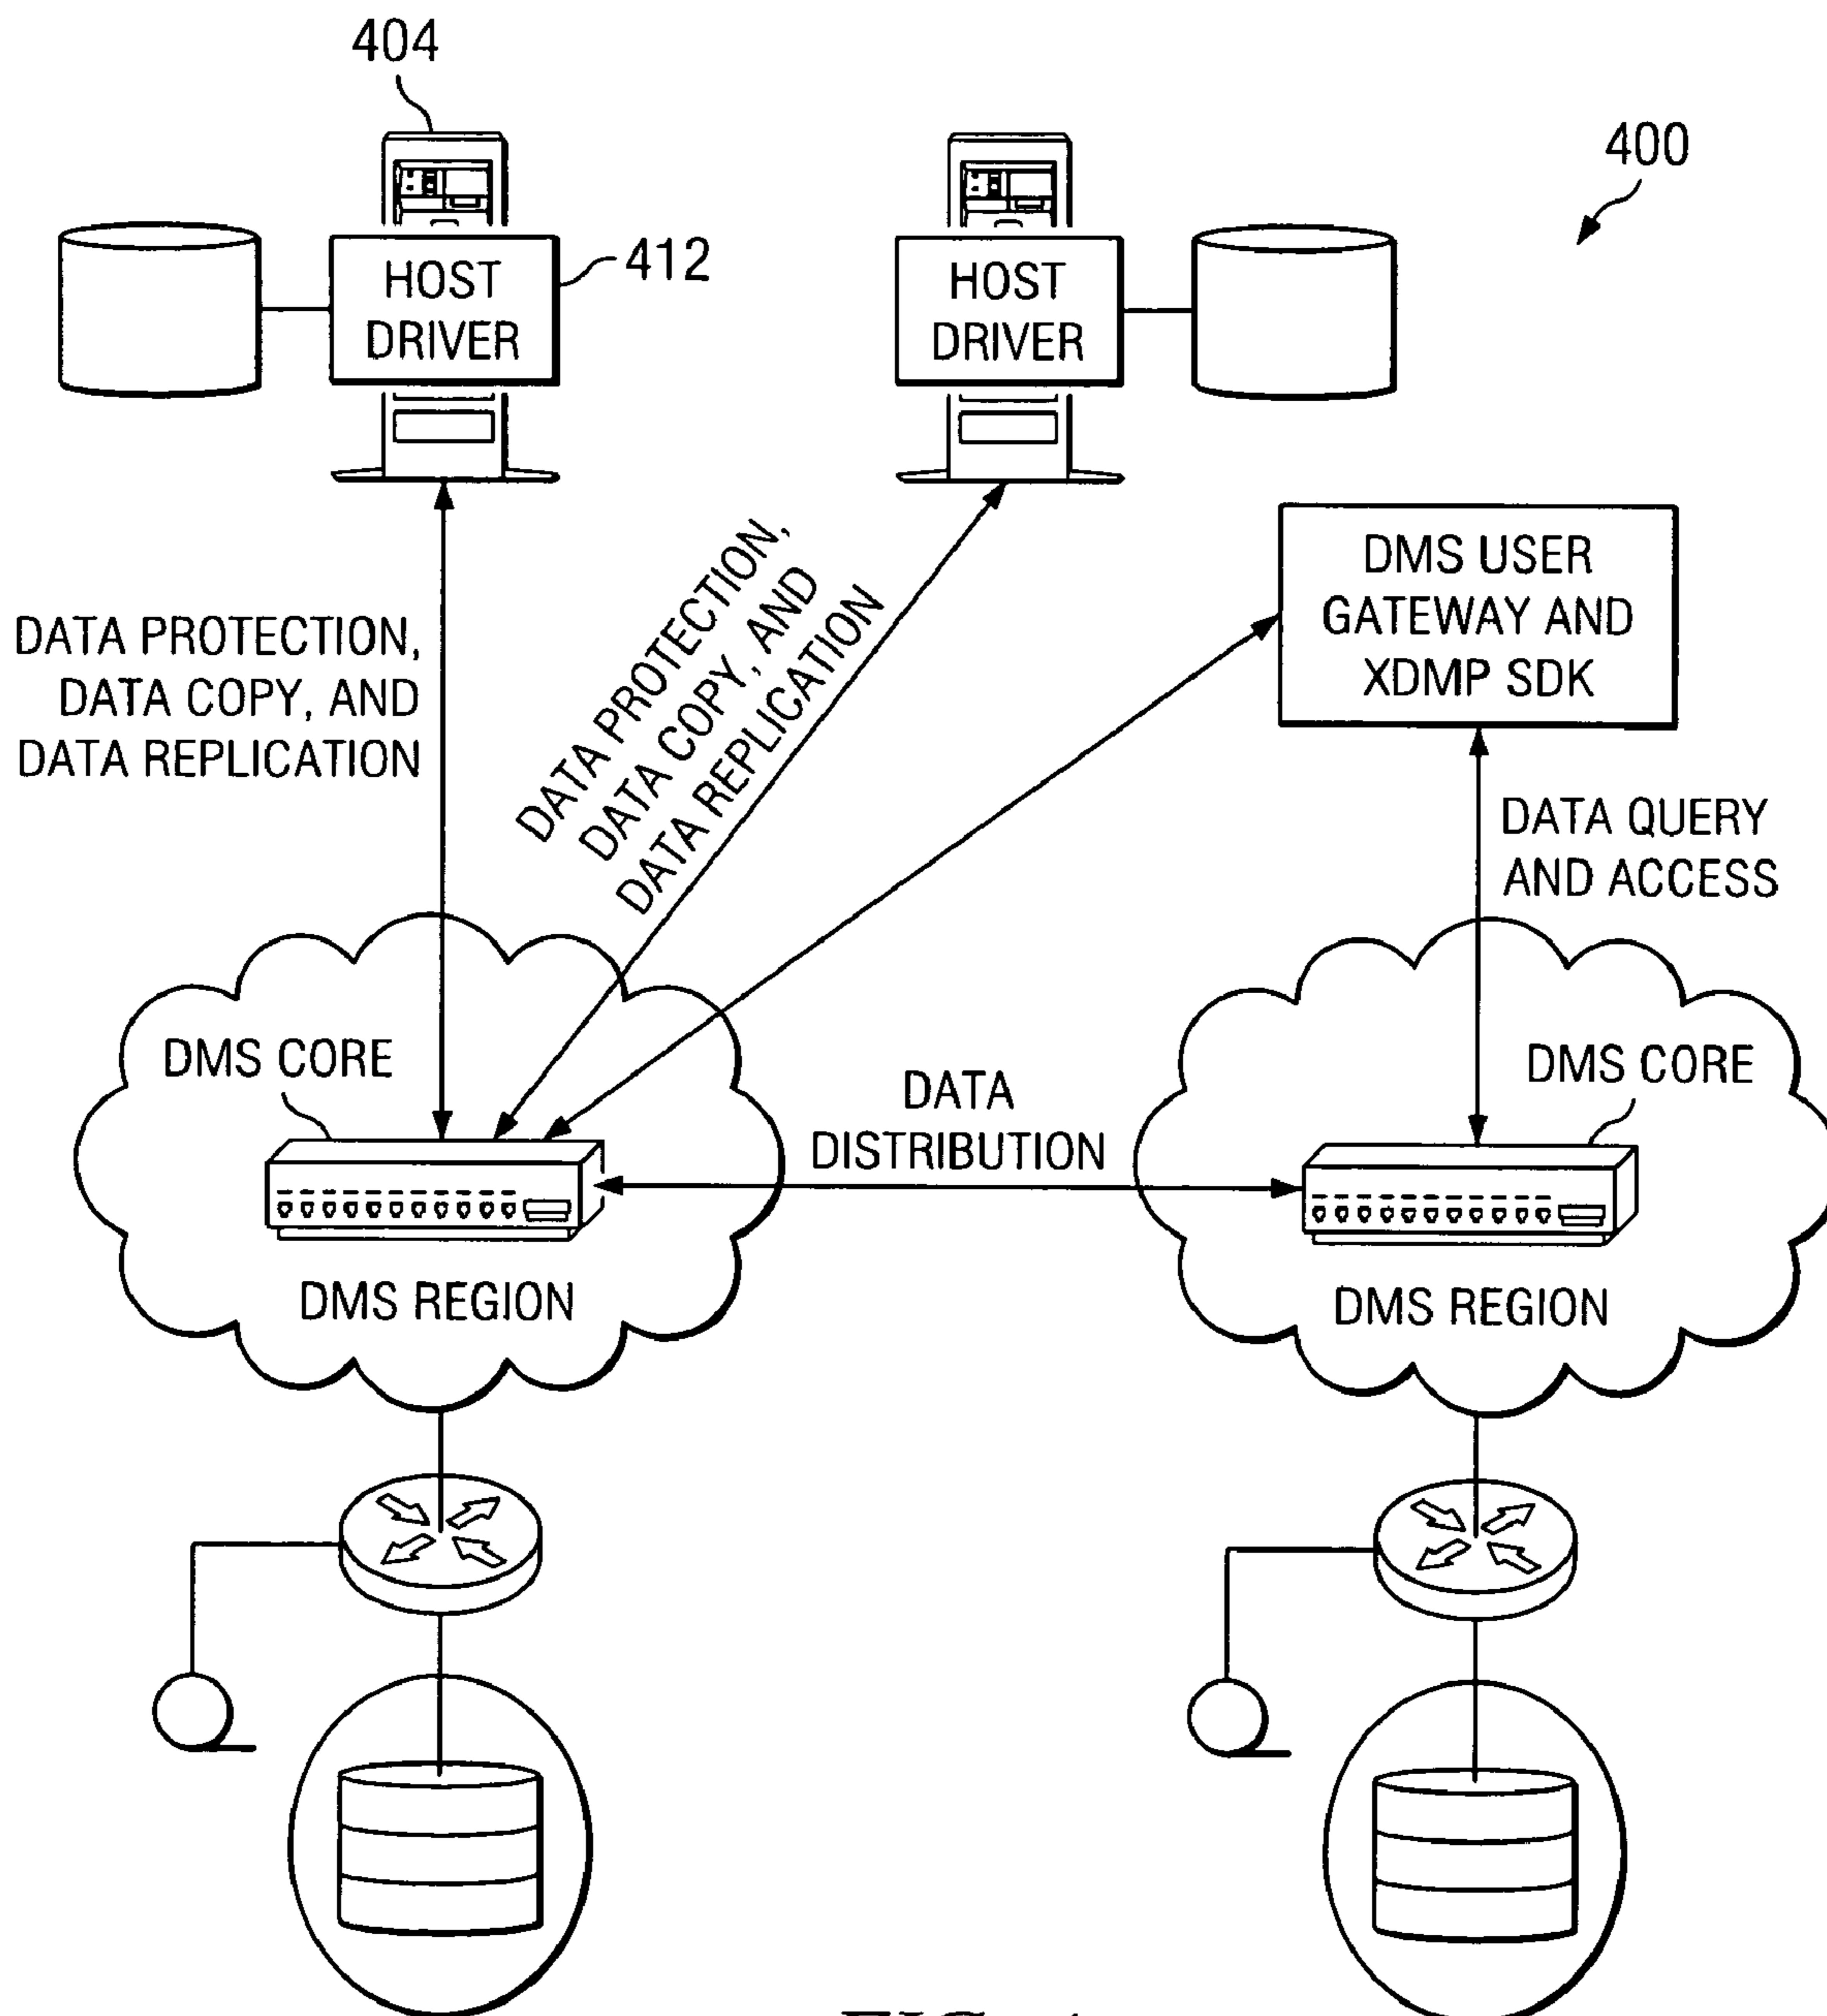 404
400
HOST
DRIVER
412
HOST
DRIVER
DMS USER
GATEWAY AND
XDMP SDK
DATA PROTECTION,
DATA COPY, AND
DATA REPLICATION
DATA PROTECTION,
DATA COPY, AND
DATA REPLICATION
DATA QUERY
AND ACCESS
DMS CORE
DATA
DISTRIBUTION
DMS CORE
DMS REGION
DMS REGION